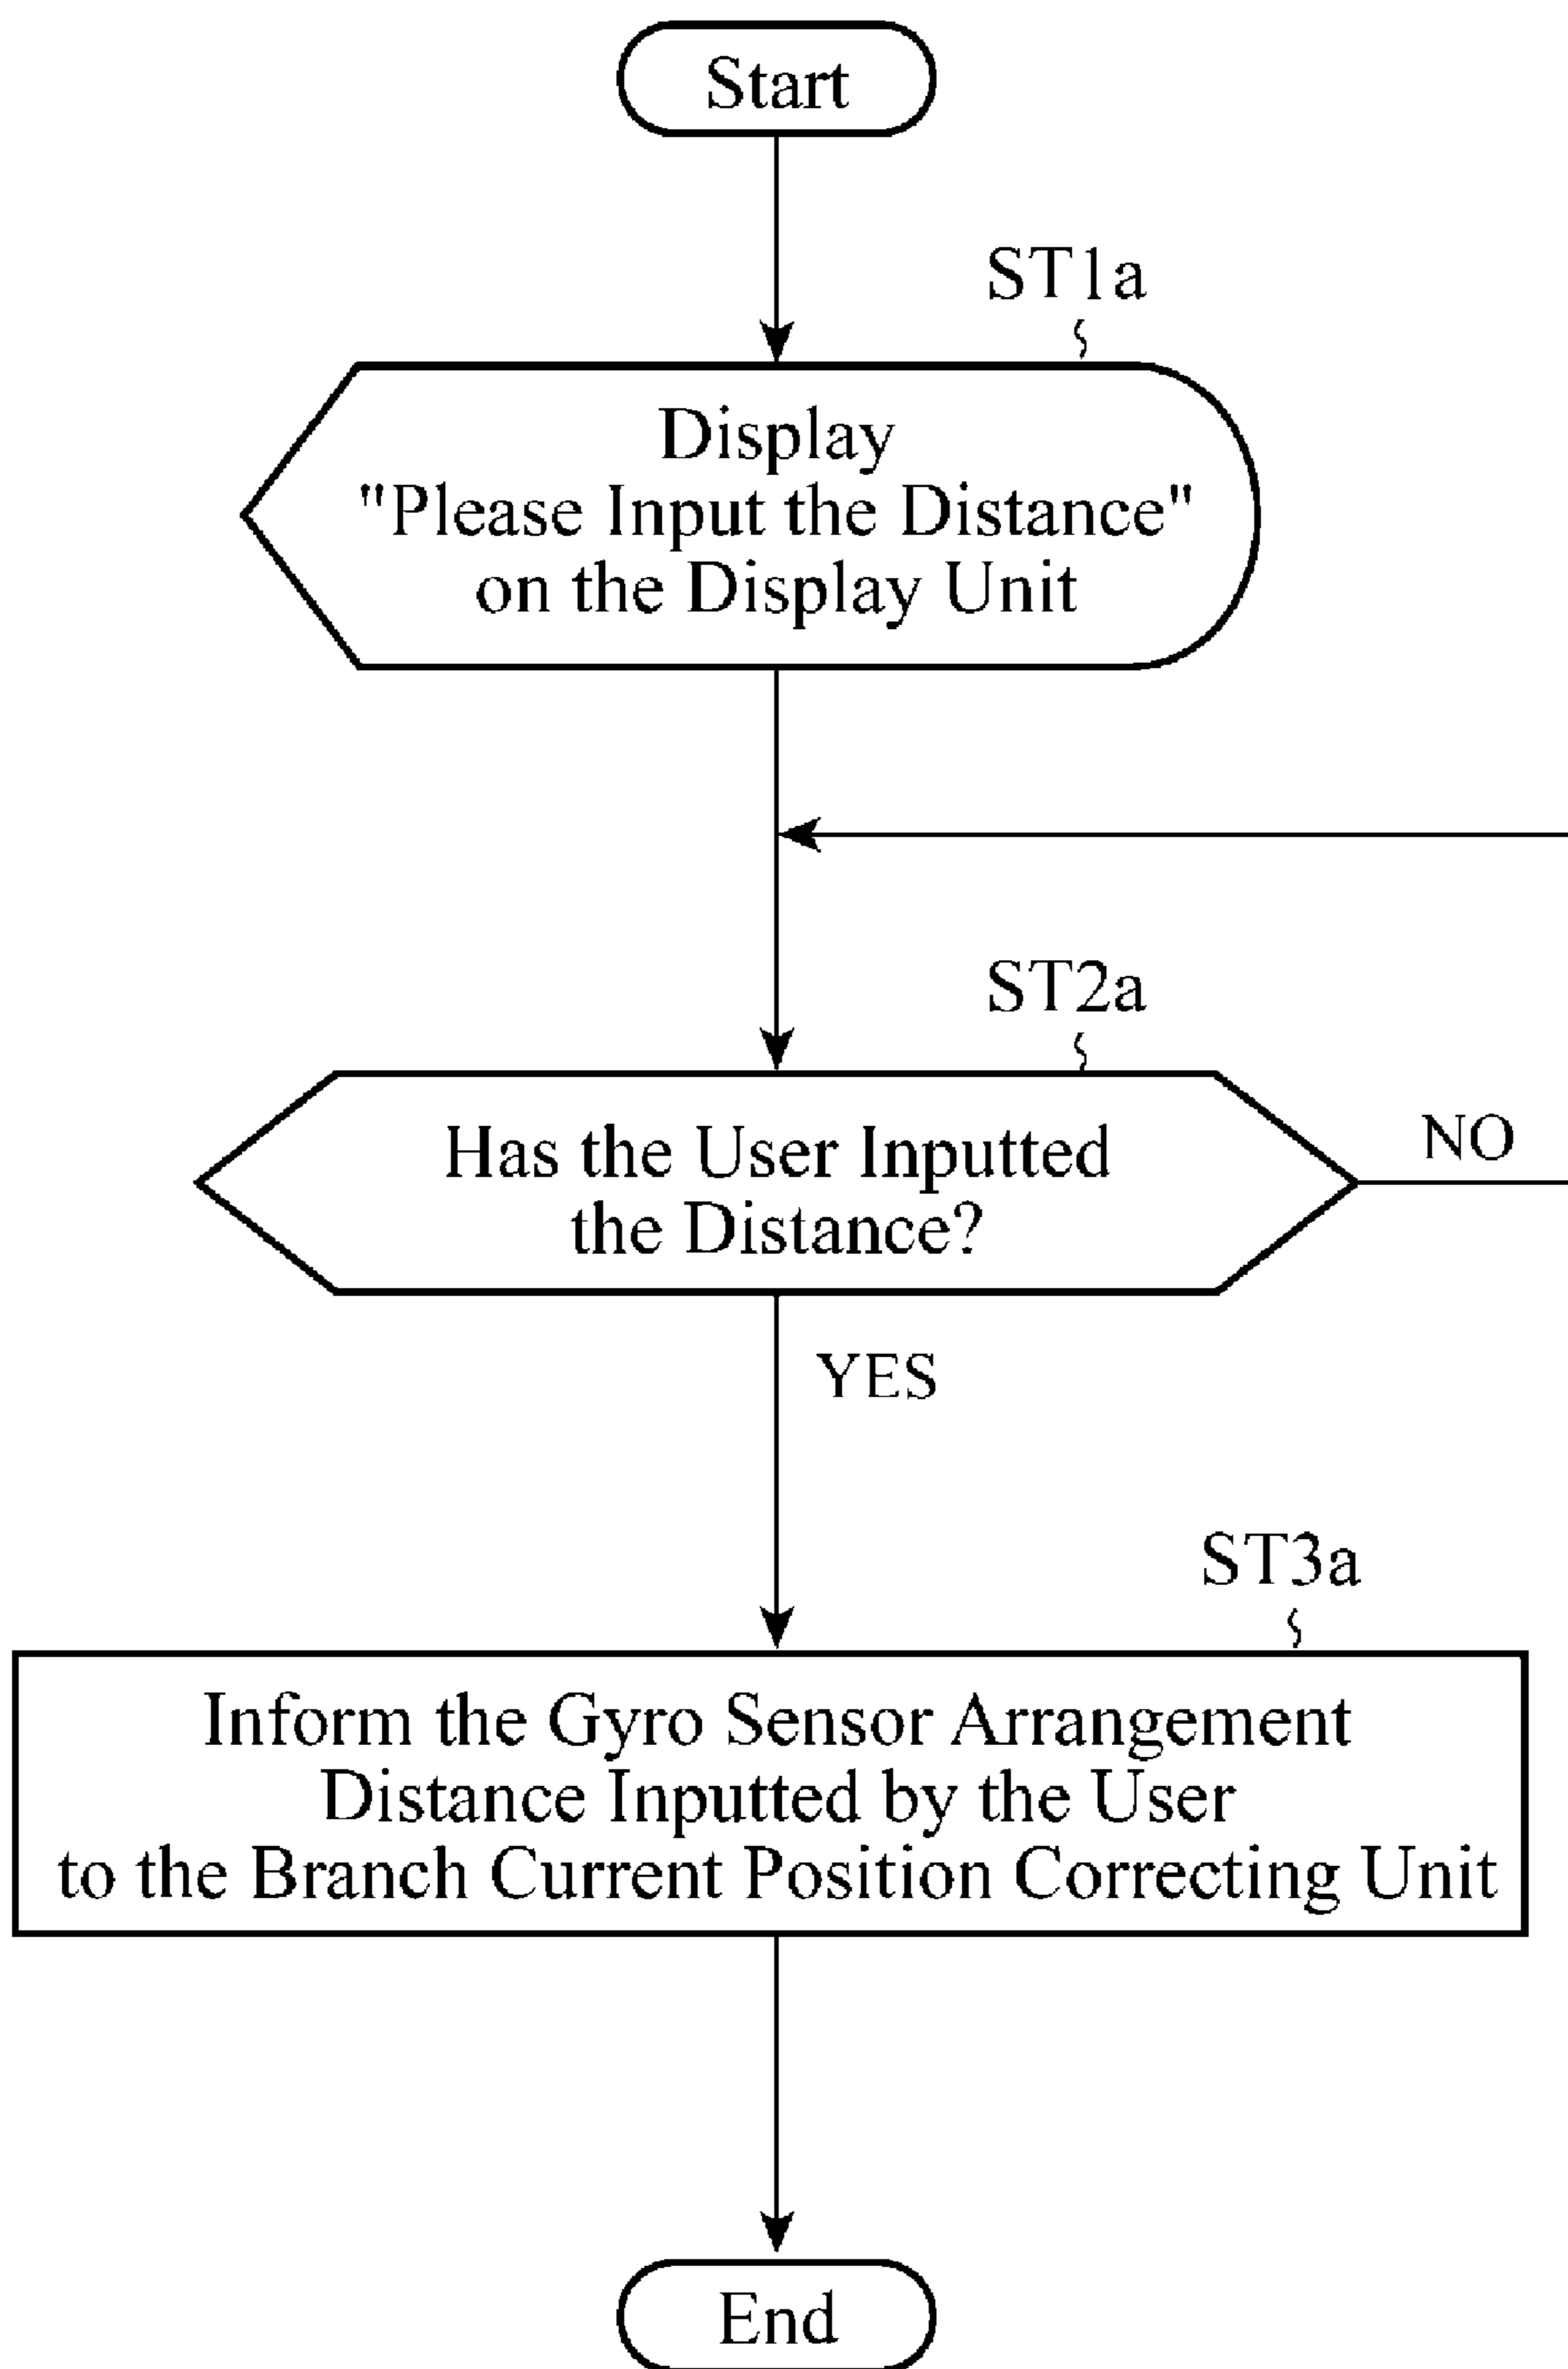 Start
ST1a
Display
"Please Input the Distance"
on the Display Unit
ST2a
Has the User Inputted
the Distance?
NO
YES
ST3a
Inform the Gyro Sensor Arrangement
Distance Inputted by the User
to the Branch Current Position Correcting Unit
End